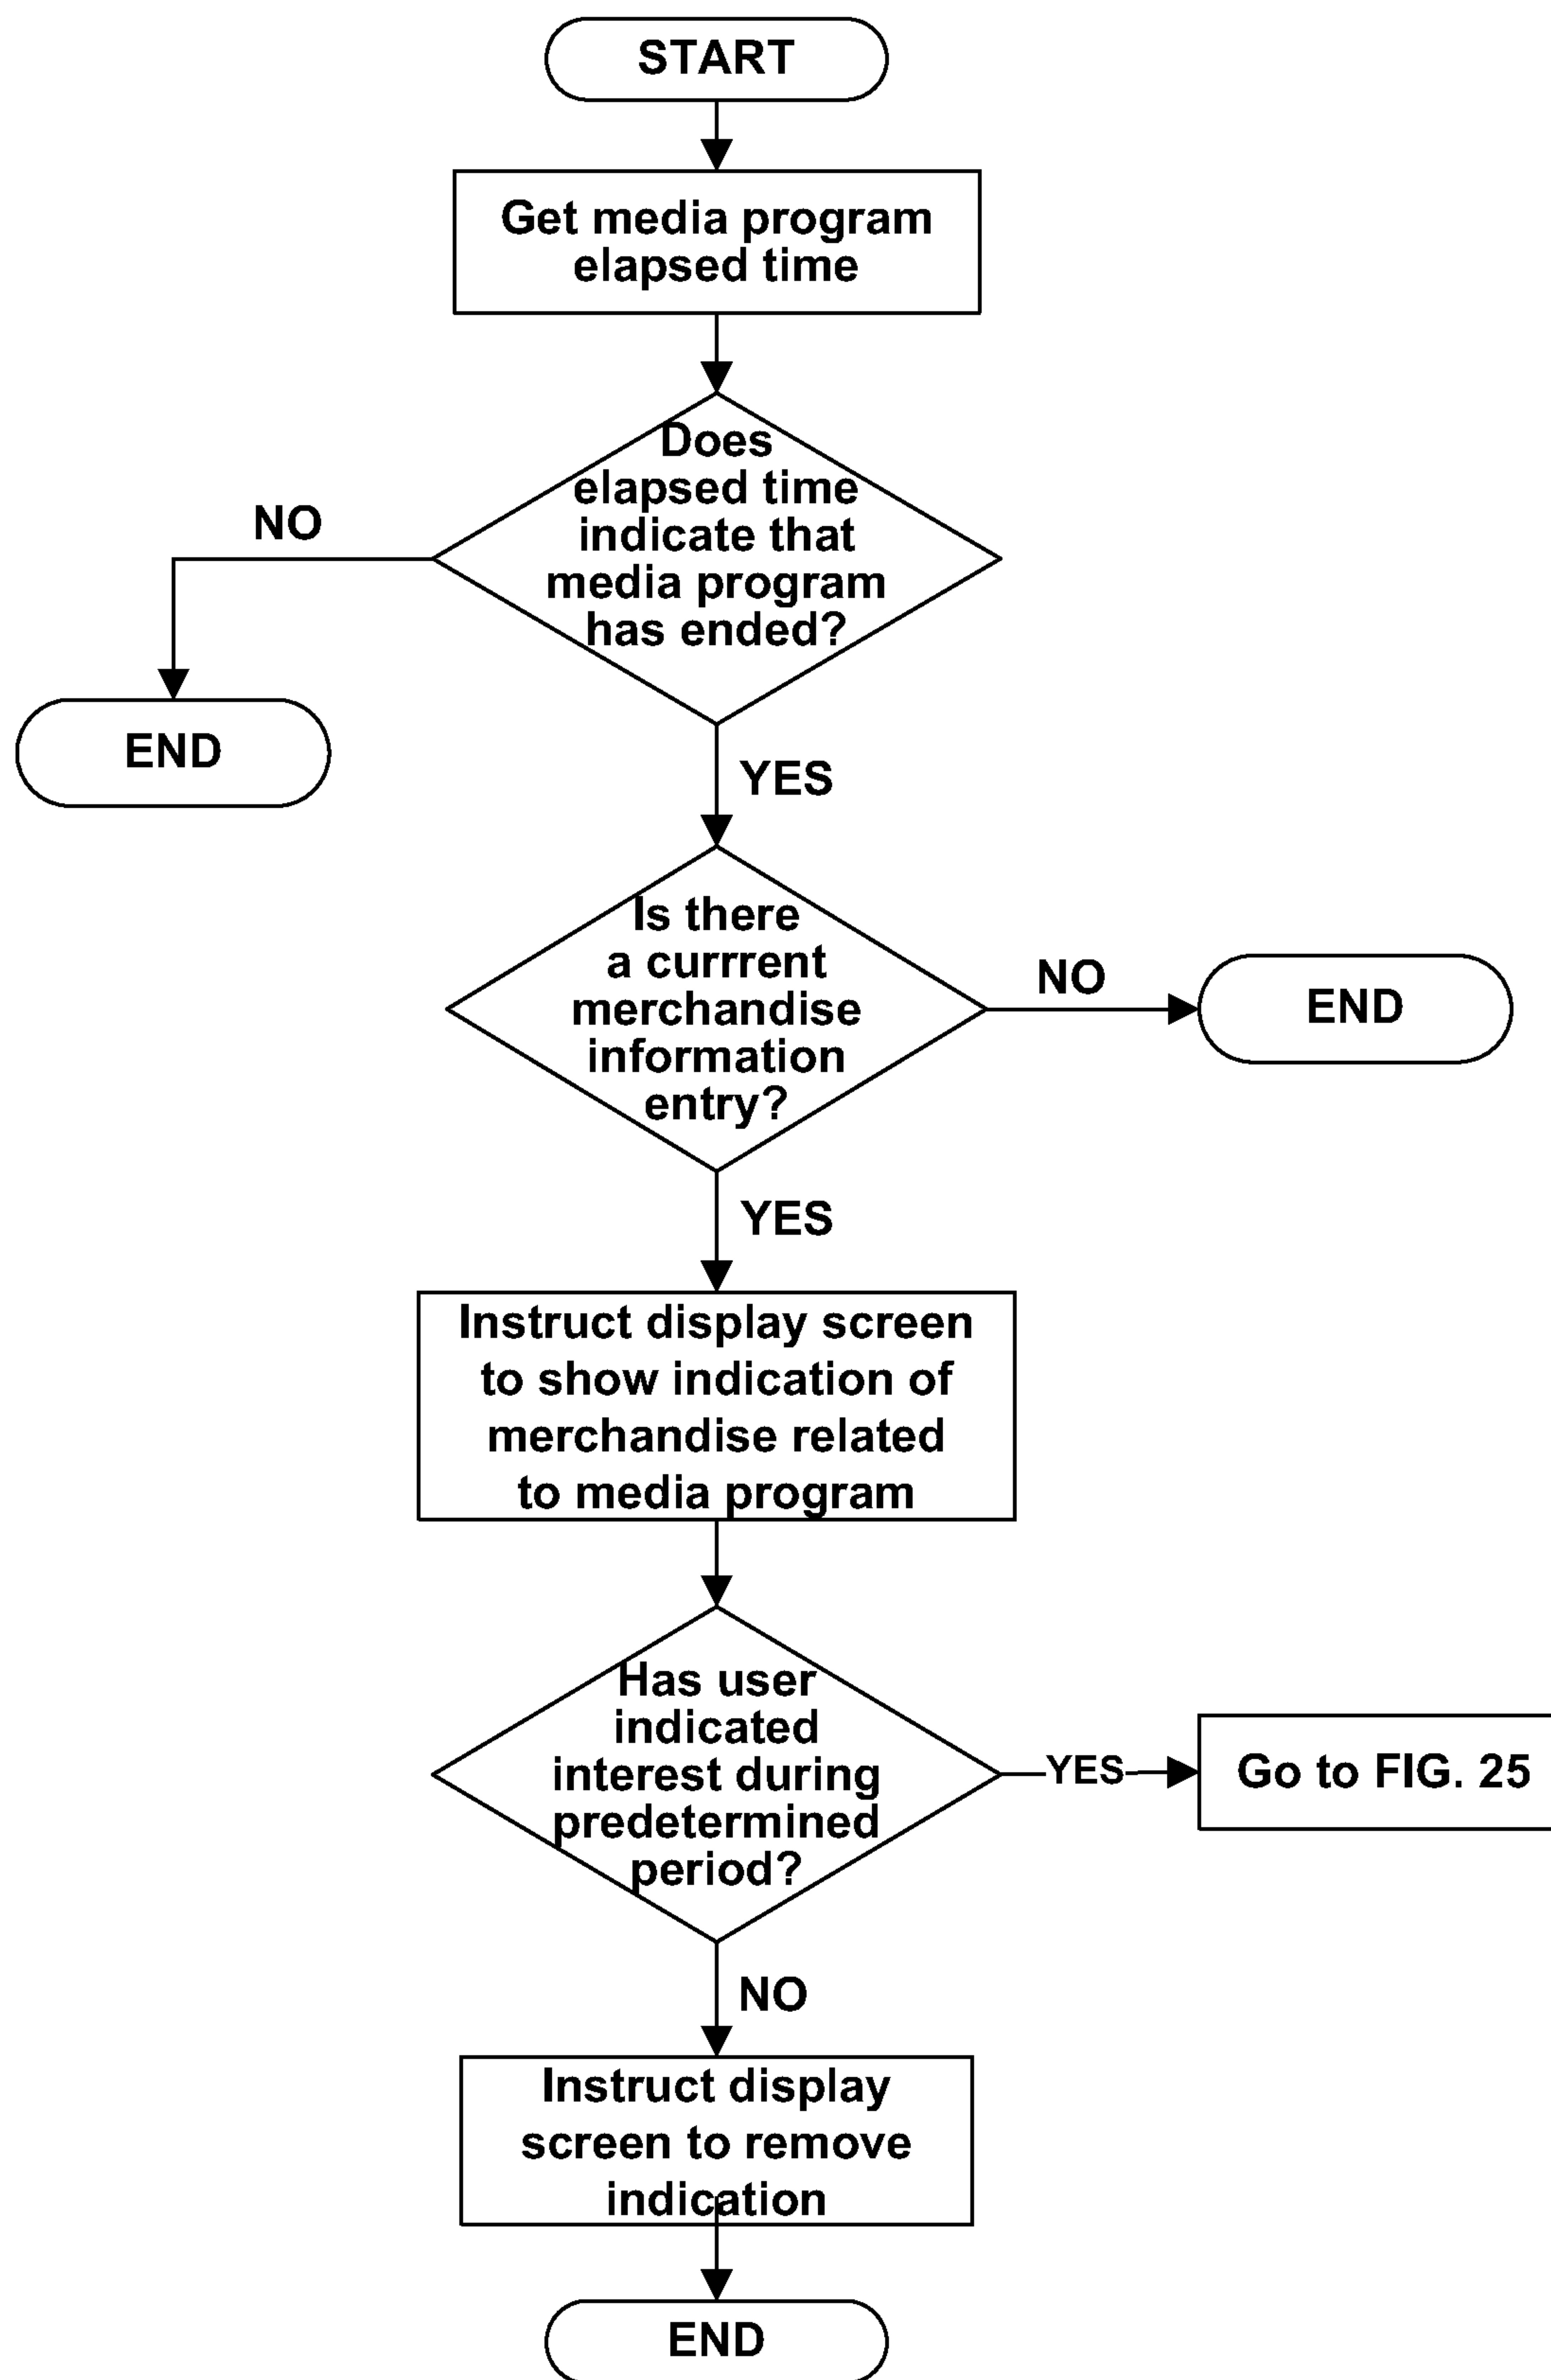 START
Get media program
elapsed time
Does
elapsed time
indicate that
media program
has ended?
NO
END
YES
Is there
a currrent
merchandise
information
entry?
NO
END
YES
Instruct display screen
to show indication of
merchandise related
to media program
Has user
indicated
interest during
predetermined
period?
YES
Go to FIG. 25
NO
Instruct display
screen to remove
indication
END